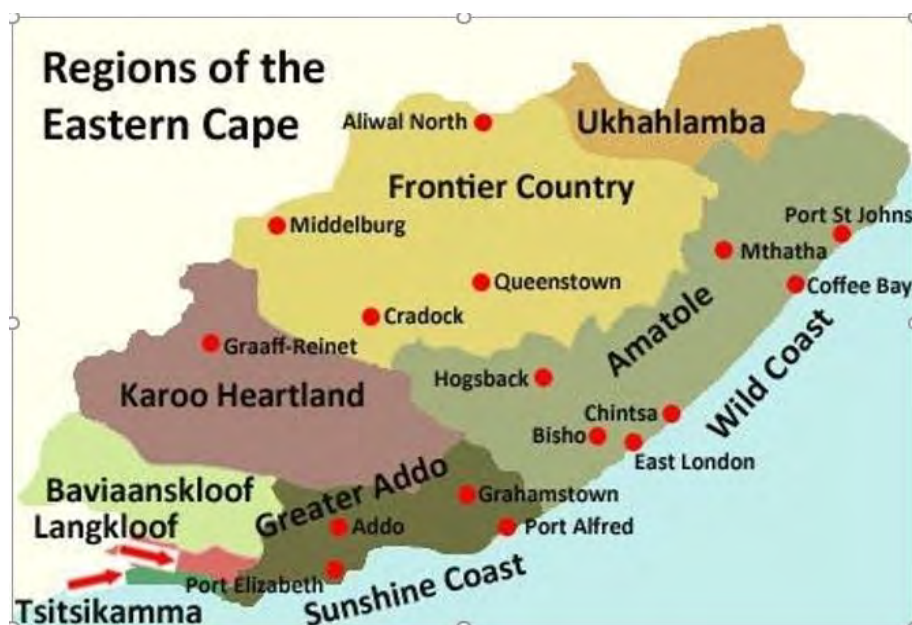 Regions of the
Eastern Cape
Aliwal North
Ukhahlamba
Frontier Country
Middelburg
Port St Johns
Mthatha
Queenstown
Coffee Bay
Cradock
Graaff-Reinet
Amatole
Hogsback
Karoo Heartland
Wild Coast
Chintsa
Bisho
East London
Baviaanskloof
Greater Addo
Grahamstown
Langkloof
Addo
Port Alfred
Port Elizabeth
Sunshine Coast
Tsitsikamma